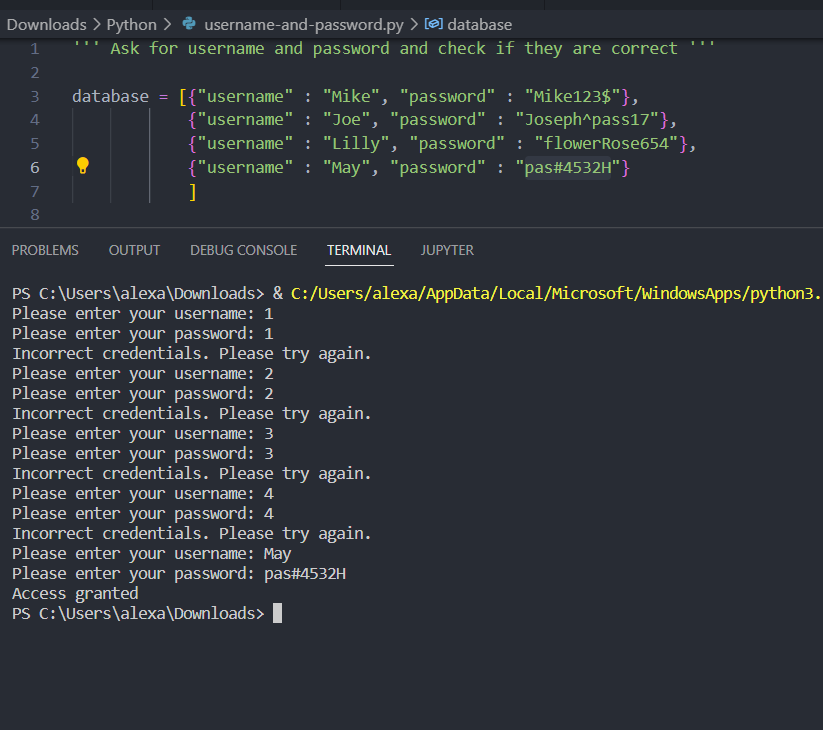 Downloads > Python > username-and-password.py > database
1 ''' Ask for username and password and check if they are correct '''
2
3 database = [{"username" : "Mike", "password" : "Mike123$"},
4 {"username" : "Joe", "password" : "Joseph^pass17"},
5 {"username" : "Lilly", "password" : "flowerRose654"},
6 {"username" : "May", "password" : "pas#4532H"}
7 ]
8
PROBLEMS OUTPUT DEBUG CONSOLE TERMINAL JUPYTER
PS C:\Users\alexa\Downloads> & C:/Users/alexa/AppData/Local/Microsoft/WindowsApps/python3.
Please enter your username: 1
Please enter your password: 1
Incorrect credentials. Please try again.
Please enter your username: 2
Please enter your password: 2
Incorrect credentials. Please try again.
Please enter your username: 3
Please enter your password: 3
Incorrect credentials. Please try again.
Please enter your username: 4
Please enter your password: 4
Incorrect credentials. Please try again.
Please enter your username: May
Please enter your password: pas#4532H
Access granted
PS C:\Users\alexa\Downloads>